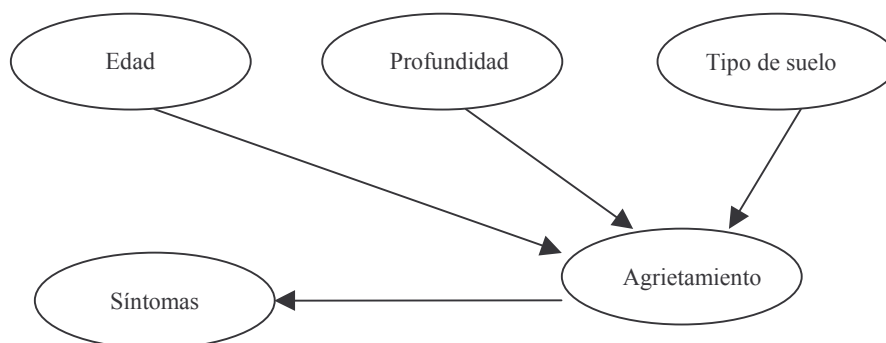 Edad
Profundidad
Tipo de suelo
Agrietamiento
Síntomas